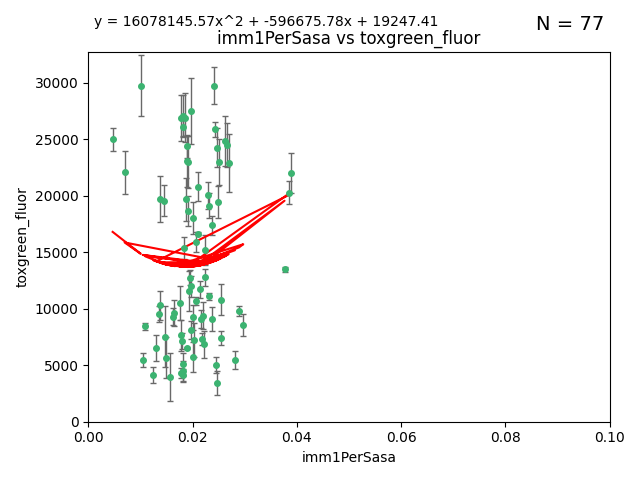 y = 16078145.57x^2 + -596675.78x + 19247.41
N = 77
imm1PerSasa vs toxgreen_fluor
30000
25000
20000
15000
10000
5000
0
toxgreen_fluor
0.00 0.02 0.04 0.06 0.08 0.10
imm1PerSasa